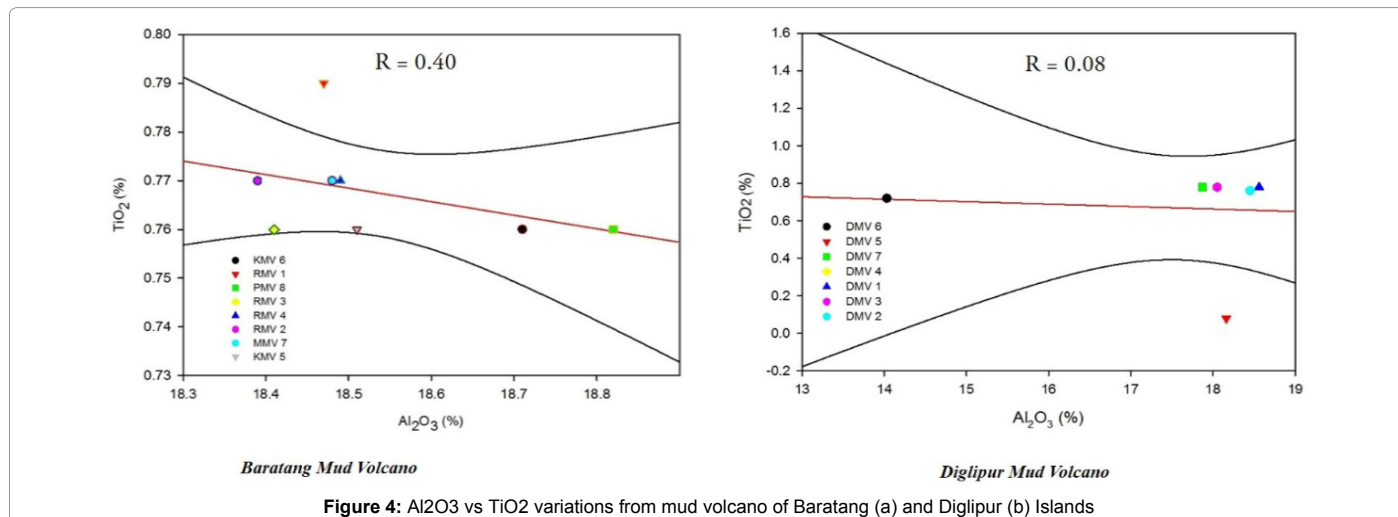 R = 0.40
0.80
0.79
0.78
0.77
0.76
0.75
0.74
0.73
TiO2 (%)
KMV 6
RMV 1
PMV 8
RMV 3
RMV 4
RMV 2
MMV 7
KMV 5
18.3 18.4 18.5 18.6 18.7 18.8
Al2O3 (%)
Baratang Mud Volcano
R = 0.08
1.6
1.4
1.2
1.0
0.8
0.6
0.4
0.2
0.0
-0.2
TiO2 (%)
DMV 6
DMV 5
DMV 7
DMV 4
DMV 1
DMV 3
DMV 2
13 14 15 16 17 18 19
Al2O3 (%)
Diglipur Mud Volcano
Figure 4: Al2O3 vs TiO2 variations from mud volcano of Baratang (a) and Diglipur (b) Islands